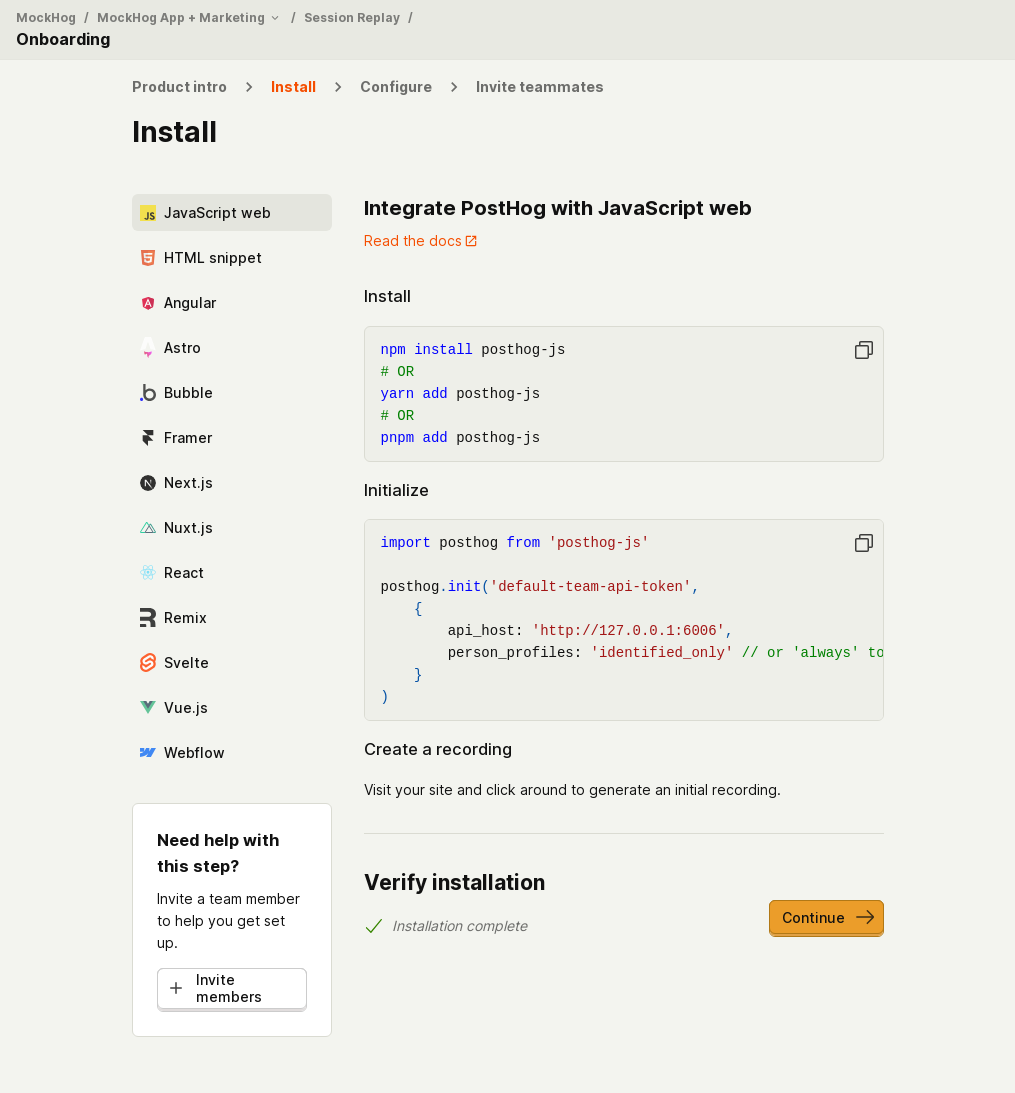 MockHog / MockHog App + Marketing / Session Replay /
Onboarding
Product intro > Install > Configure > Invite teammates
Install
JS JavaScript web
HTML snippet
Angular
Astro
Bubble
Framer
Next.js
Nuxt.js
React
Remix
Svelte
Vue.js
Webflow
Need help with
this step?
Invite a team member
to help you get set
up.
Invite
members
Integrate PostHog with JavaScript web
Read the docs
Install
npm install posthog-js
# OR
yarn add posthog-js
# OR
pnpm add posthog-js
Initialize
import posthog from 'posthog-js'
posthog.init('default-team-api-token',
{
api_host: 'http://127.0.0.1:6006',
person_profiles: 'identified_only' // or 'always' to
}
)
Create a recording
Visit your site and click around to generate an initial recording.
Verify installation
Installation complete
Continue